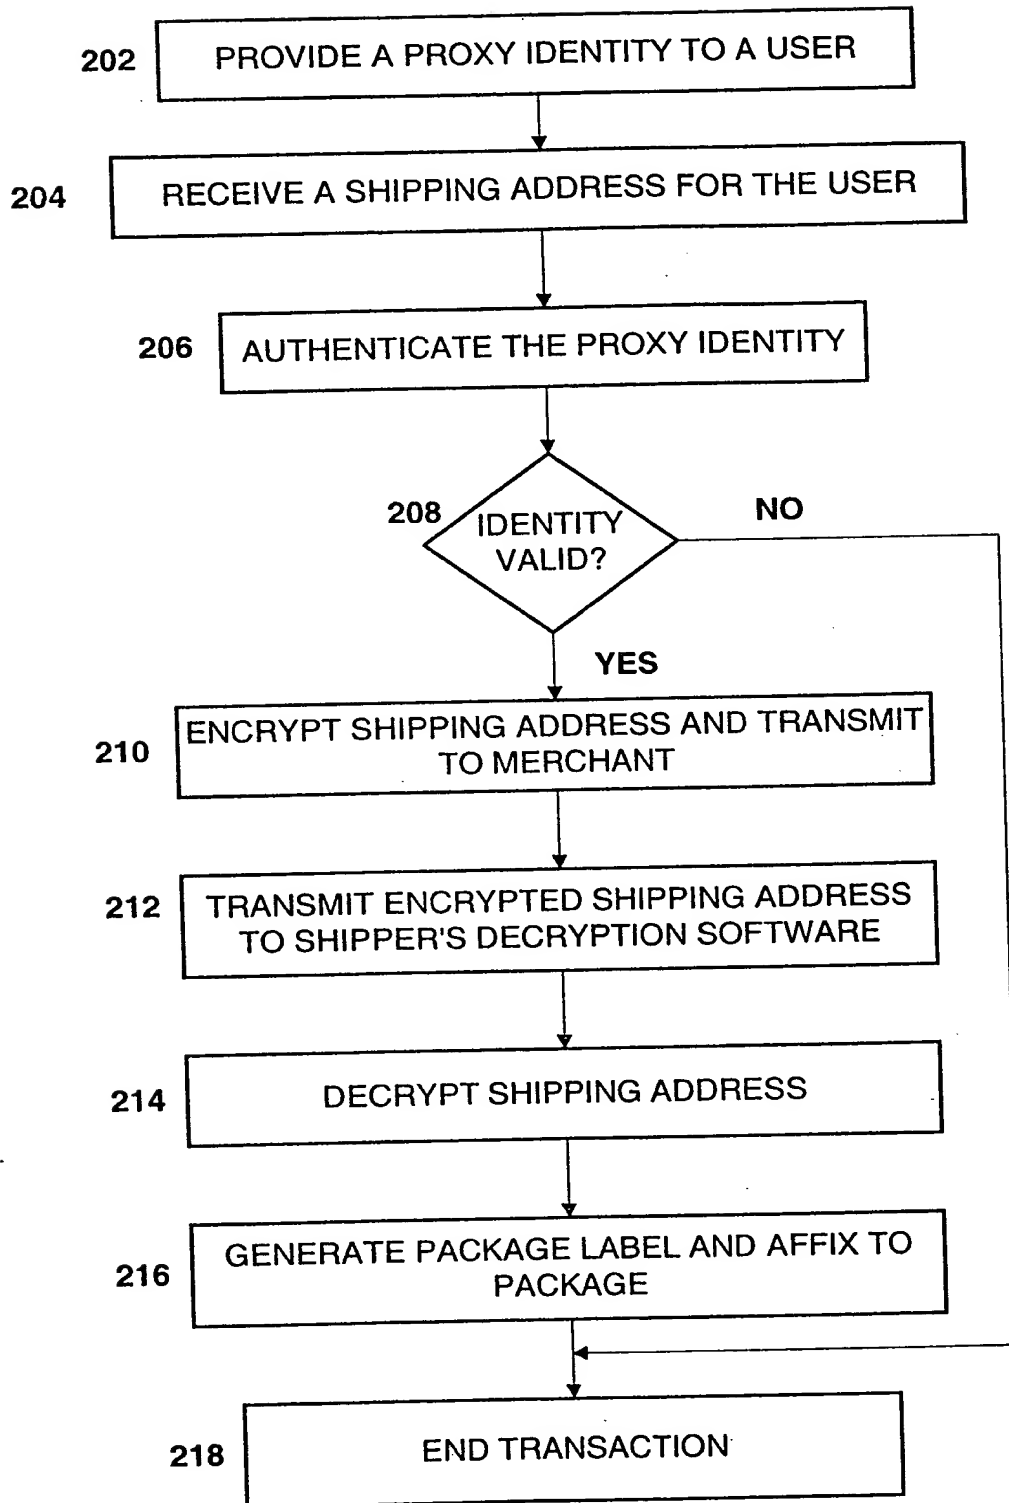 202 PROVIDE A PROXY IDENTITY TO A USER
204 RECEIVE A SHIPPING ADDRESS FOR THE USER
206 AUTHENTICATE THE PROXY IDENTITY
208 IDENTITY
VALID?
NO
YES
210 ENCRYPT SHIPPING ADDRESS AND TRANSMIT
TO MERCHANT
212 TRANSMIT ENCRYPTED SHIPPING ADDRESS
TO SHIPPER'S DECRYPTION SOFTWARE
214 DECRYPT SHIPPING ADDRESS
216 GENERATE PACKAGE LABEL AND AFFIX TO
PACKAGE
218 END TRANSACTION